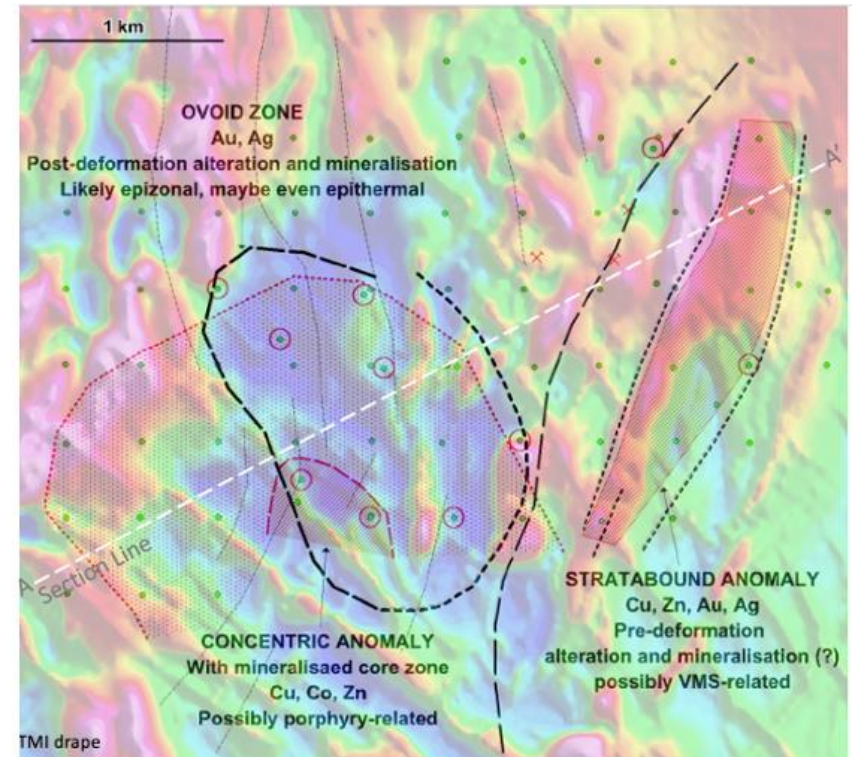 1 km
OVOID ZONE
Au, Ag
Post-deformation alteration and mineralisation
Likely epizonal, maybe even epithermal
A'
A
Section Line
STRATABOUND ANOMALY
Cu, Zn, Au, Ag
Pre-deformation
alteration and mineralisation (?)
possibly VMS-related
CONCENTRIC ANOMALY
With mineralisaed core zone
Cu, Co, Zn
Possibly porphyry-related
TMI drape